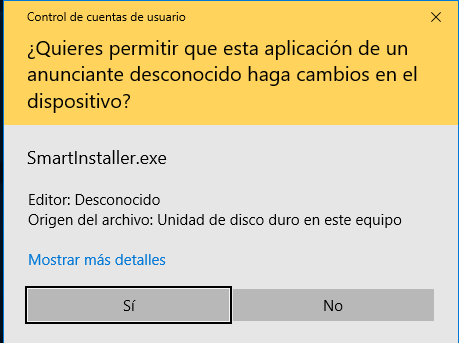 Control de cuentas de usuario
¿Quieres permitir que esta aplicación de un
anunciante desconocido haga cambios en el
dispositivo?
SmartInstaller.exe
Editor: Desconocido
Origen del archivo: Unidad de disco duro en este equipo
Mostrar más detalles
Sí
No